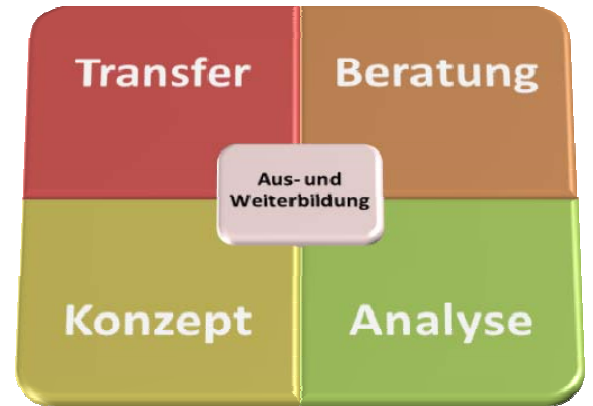 Transfer
Beratung
Aus- und
Weiterbildung
Konzept
Analyse